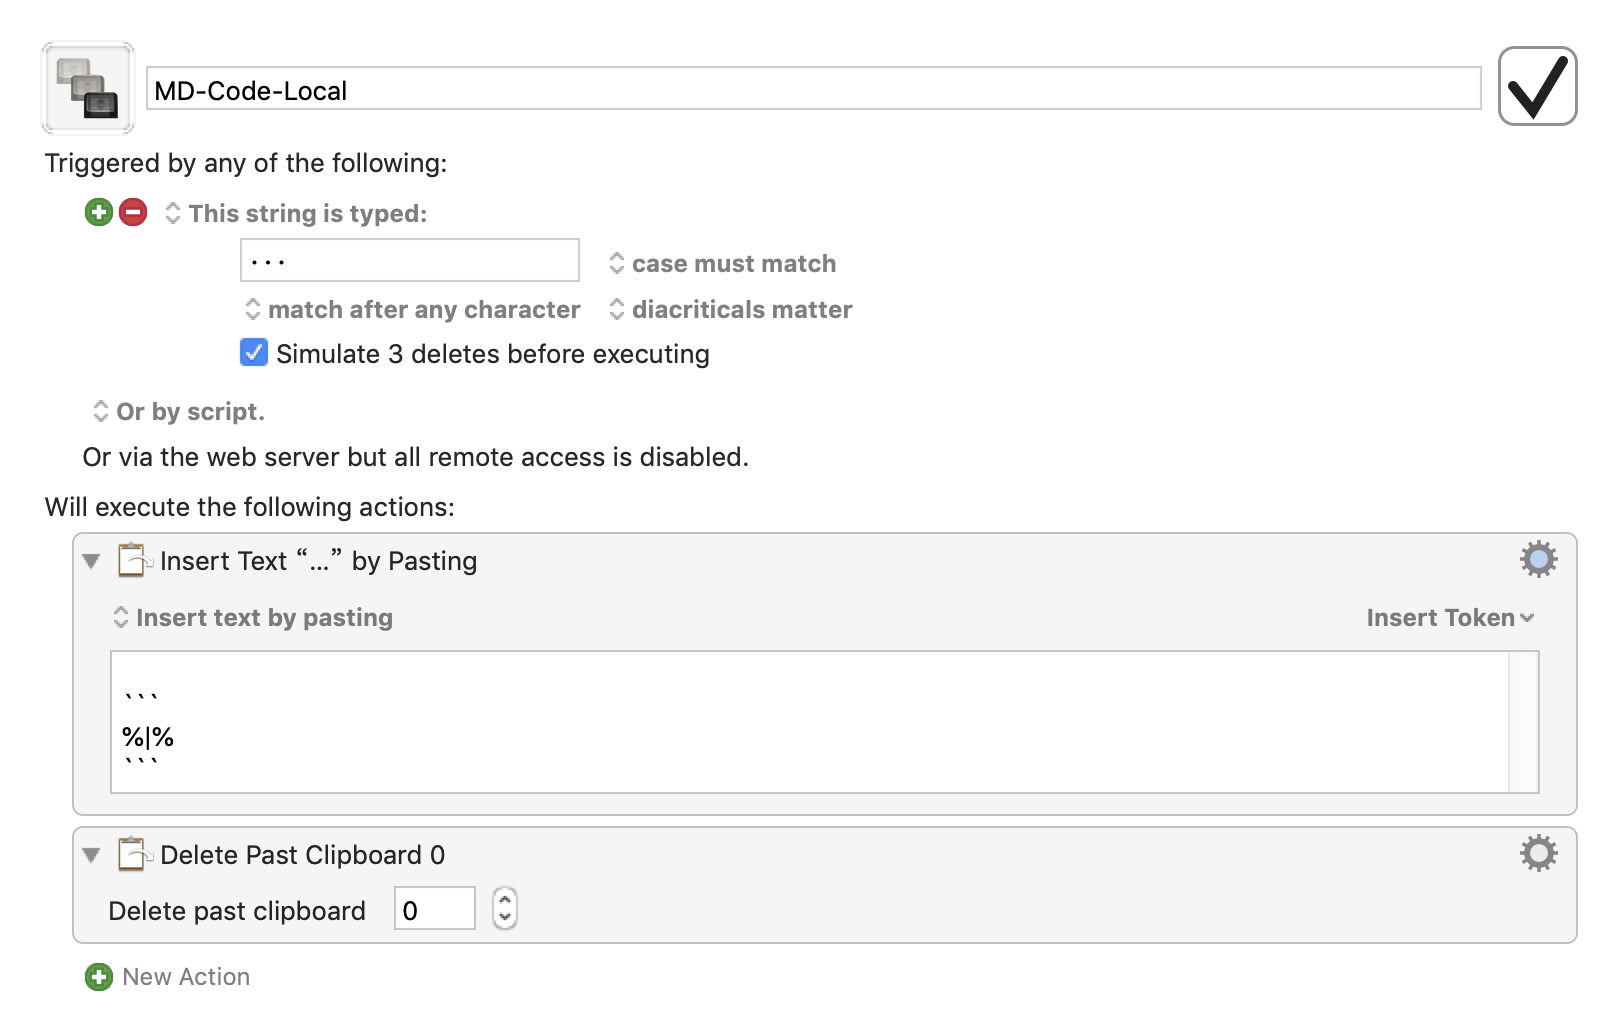 MD-Code-Local
Triggered by any of the following:
This string is typed:
...
case must match
match after any character
diacriticals matter
Simulate 3 deletes before executing
Or by script.
Or via the web server but all remote access is disabled.
Will execute the following actions:
Insert Text “...” by Pasting
Insert text by pasting
Insert Token
```
%|%
```
Delete Past Clipboard 0
Delete past clipboard
0
New Action